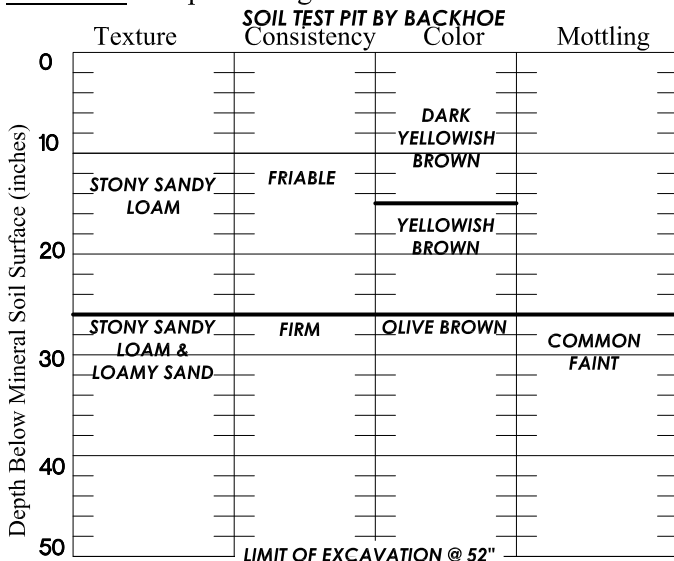 SOIL TEST PIT BY BACKHOE
Texture Consistency Color Mottling
Depth Below Mineral Soil Surface (inches)
0
10
20
30
40
50
STONY SANDY
LOAM
FRIABLE
DARK
YELLOWISH
BROWN
YELLOWISH
BROWN
STONY SANDY
LOAM &
LOAMY SAND
FIRM
OLIVE BROWN
COMMON
FAINT
LIMIT OF EXCAVATION @ 52"